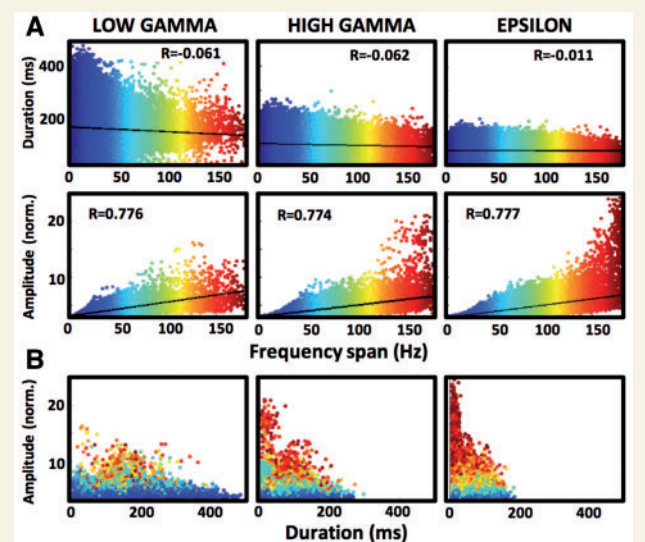 A
LOW GAMMA HIGH GAMMA EPSILON
Duration (ms)
400
200
R=-0.061 R=-0.062 R=-0.011
0 50 100 150 0 50 100 150 0 50 100 150
Amplitude (norm.)
20
10
R=0.776 R=0.774 R=0.777
0 50 100 150 0 50 100 150 0 50 100 150
Frequency span (Hz)
B
Amplitude (norm.)
20
10
0 200 400 0 200 400 0 200 400
Duration (ms)